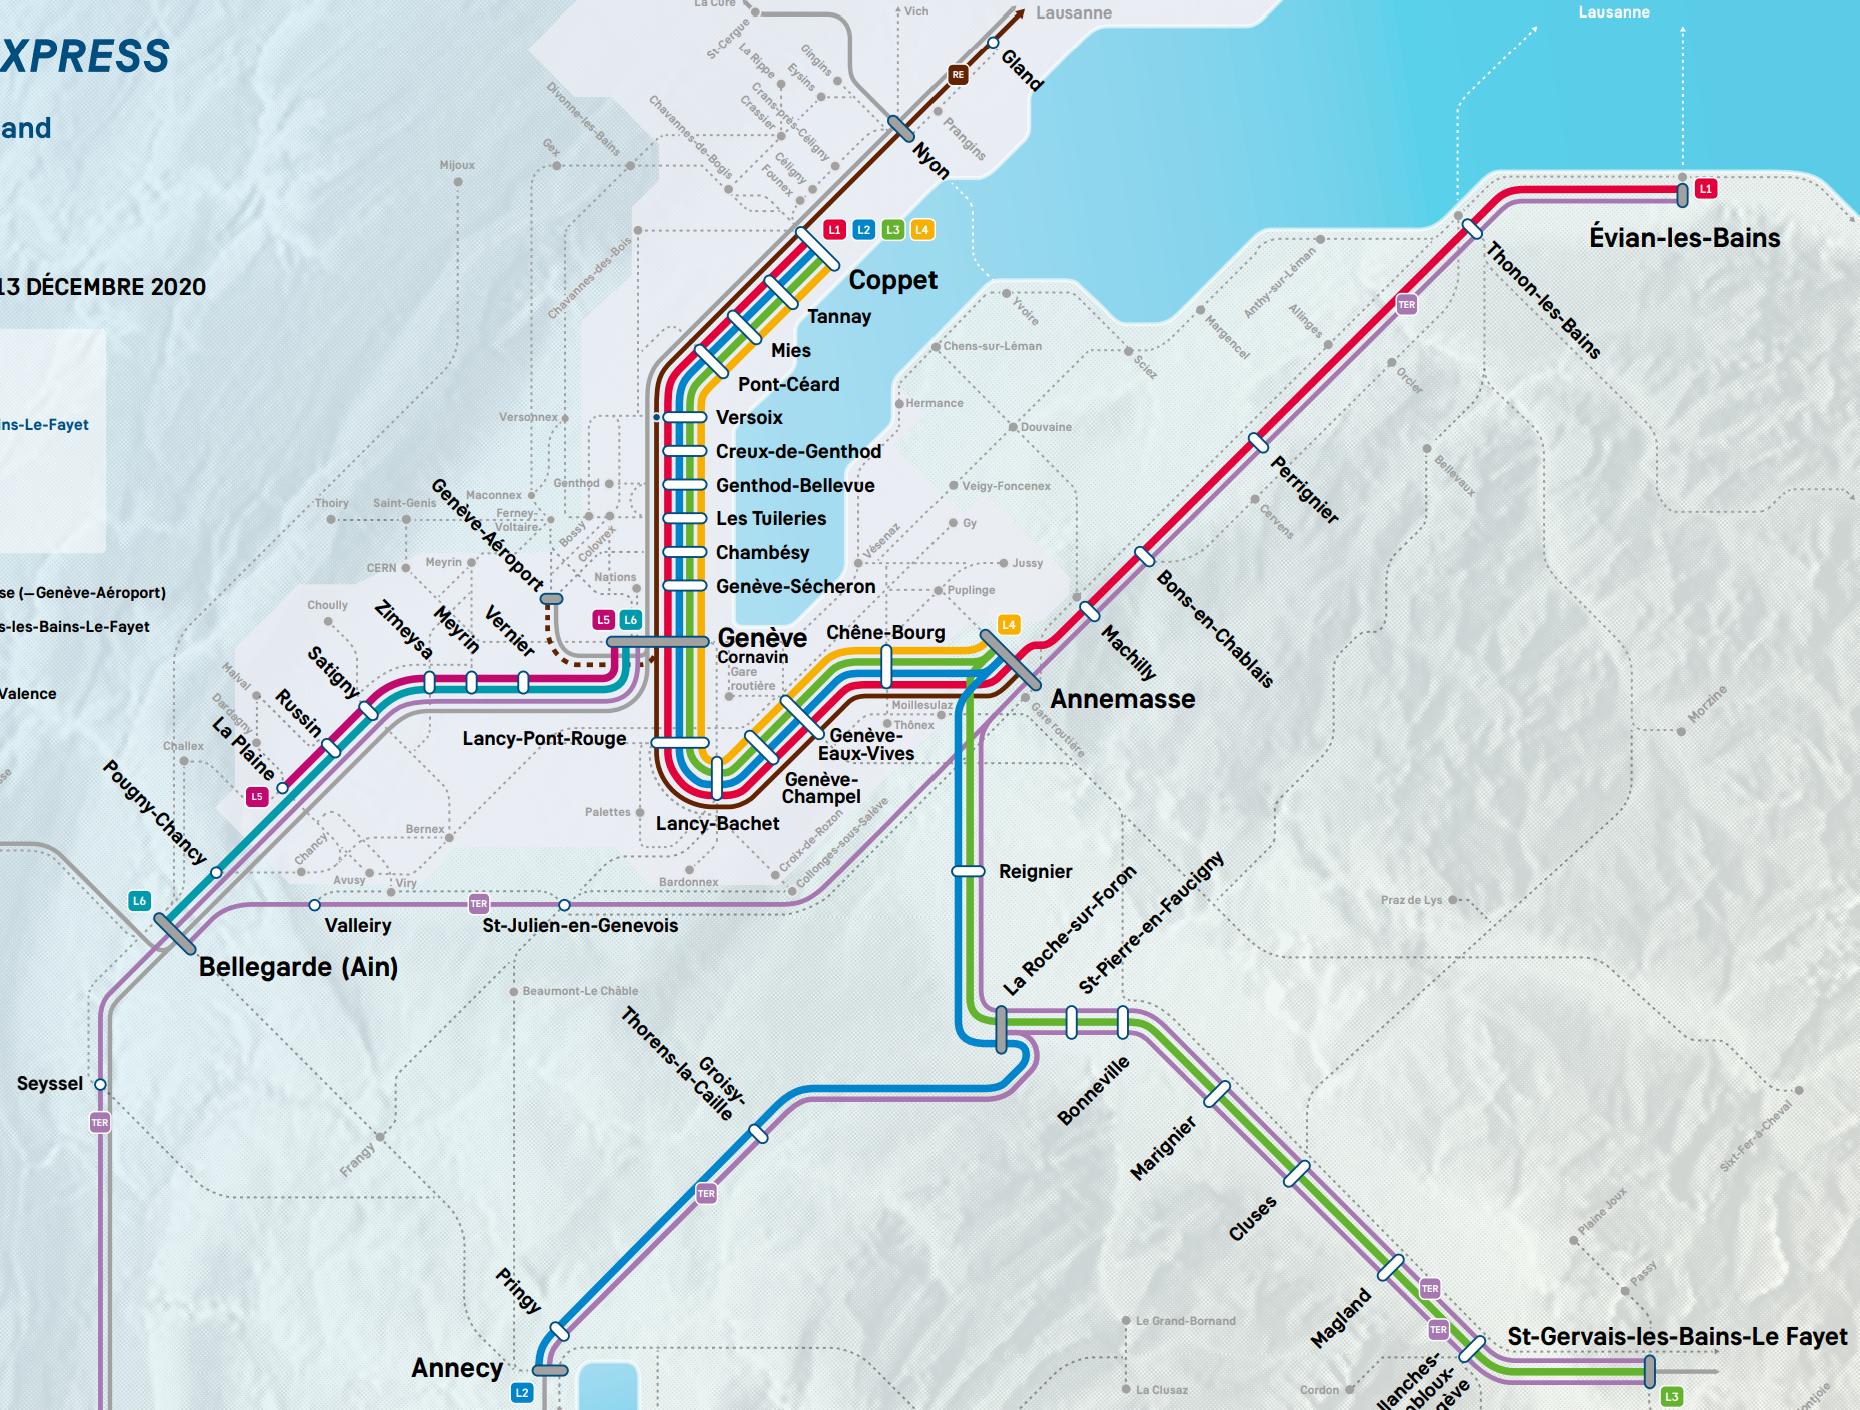 XPRESS
and
13 DÉCEMBRE 2020
ins-Le-Fayet
se (—Genève-Aéroport)
s-les-Bains-Le-Fayet
Valence
La Cure
St-Cergue
Vich
Lausanne
Lausanne
Gingins
Eysins
La Rippe
Crans-près-Céligny
Crassier
Céligny
Founex
Chavannes-de-Bogis
Divonne-les-Bains
Gex
Mijoux
RE
Gland
Prangins
Nyon
Chavannes-des-Bois
L1
L2
L3
L4
Coppet
Tannay
Mies
Pont-Céard
Versoix
Creux-de-Genthod
Genthod-Bellevue
Les Tuileries
Chambésy
Genève-Sécheron
Genève
Cornavin
Gare
routière
L1
Évian-les-Bains
Thonon-les-Bains
TER
Anthy-sur-Léman
Allinges
Margencel
Orcier
Yvoire
Sciez
Chens-sur-Léman
Hermance
Douvaine
Veigy-Foncenex
Gy
Vésenaz
Jussy
Puplinge
Perrignier
Cervens
Bellevaux
Bons-en-Chablais
Machilly
Versonnex
Genthod
Maconnex
Ferney-
Voltaire
Bossy
Colovrex
Nations
Thoiry
Saint-Genis
CERN
Meyrin
Choully
Genève-Aéroport
L5
L6
Vernier
Meyrin
Zimeysa
Satigny
Russin
La Plaine
L5
Malval
Dardagny
Challex
Pougny-Chancy
L6
Bellegarde (Ain)
Chancy
Avusy
Viry
Bernex
Lancy-Pont-Rouge
Palettes
Lancy-Bachet
Bardonnex
Croix-de-Rozon
Collonges-sous-Salève
Genève-
Champel
Genève-
Eaux-Vives
Chêne-Bourg
L4
Annemasse
Moillesulaz
Thônex
Gare routière
Morzine
Valleiry
TER
St-Julien-en-Genevois
Beaumont-Le Châble
Reignier
La Roche-sur-Foron
St-Pierre-en-Faucigny
Praz de Lys
Seyssel
TER
Frangy
Groisy-
Thorens-la-Caille
TER
Pringy
Annecy
L2
Bonneville
Marignier
Cluses
Magland
TER
TER
Sixt-Fer-à-Cheval
Plaine Joux
Passy
St-Gervais-les-Bains-Le Fayet
L3
llanches-
bloux-
gève
Le Grand-Bornand
La Clusaz
Cordon
ontjoie